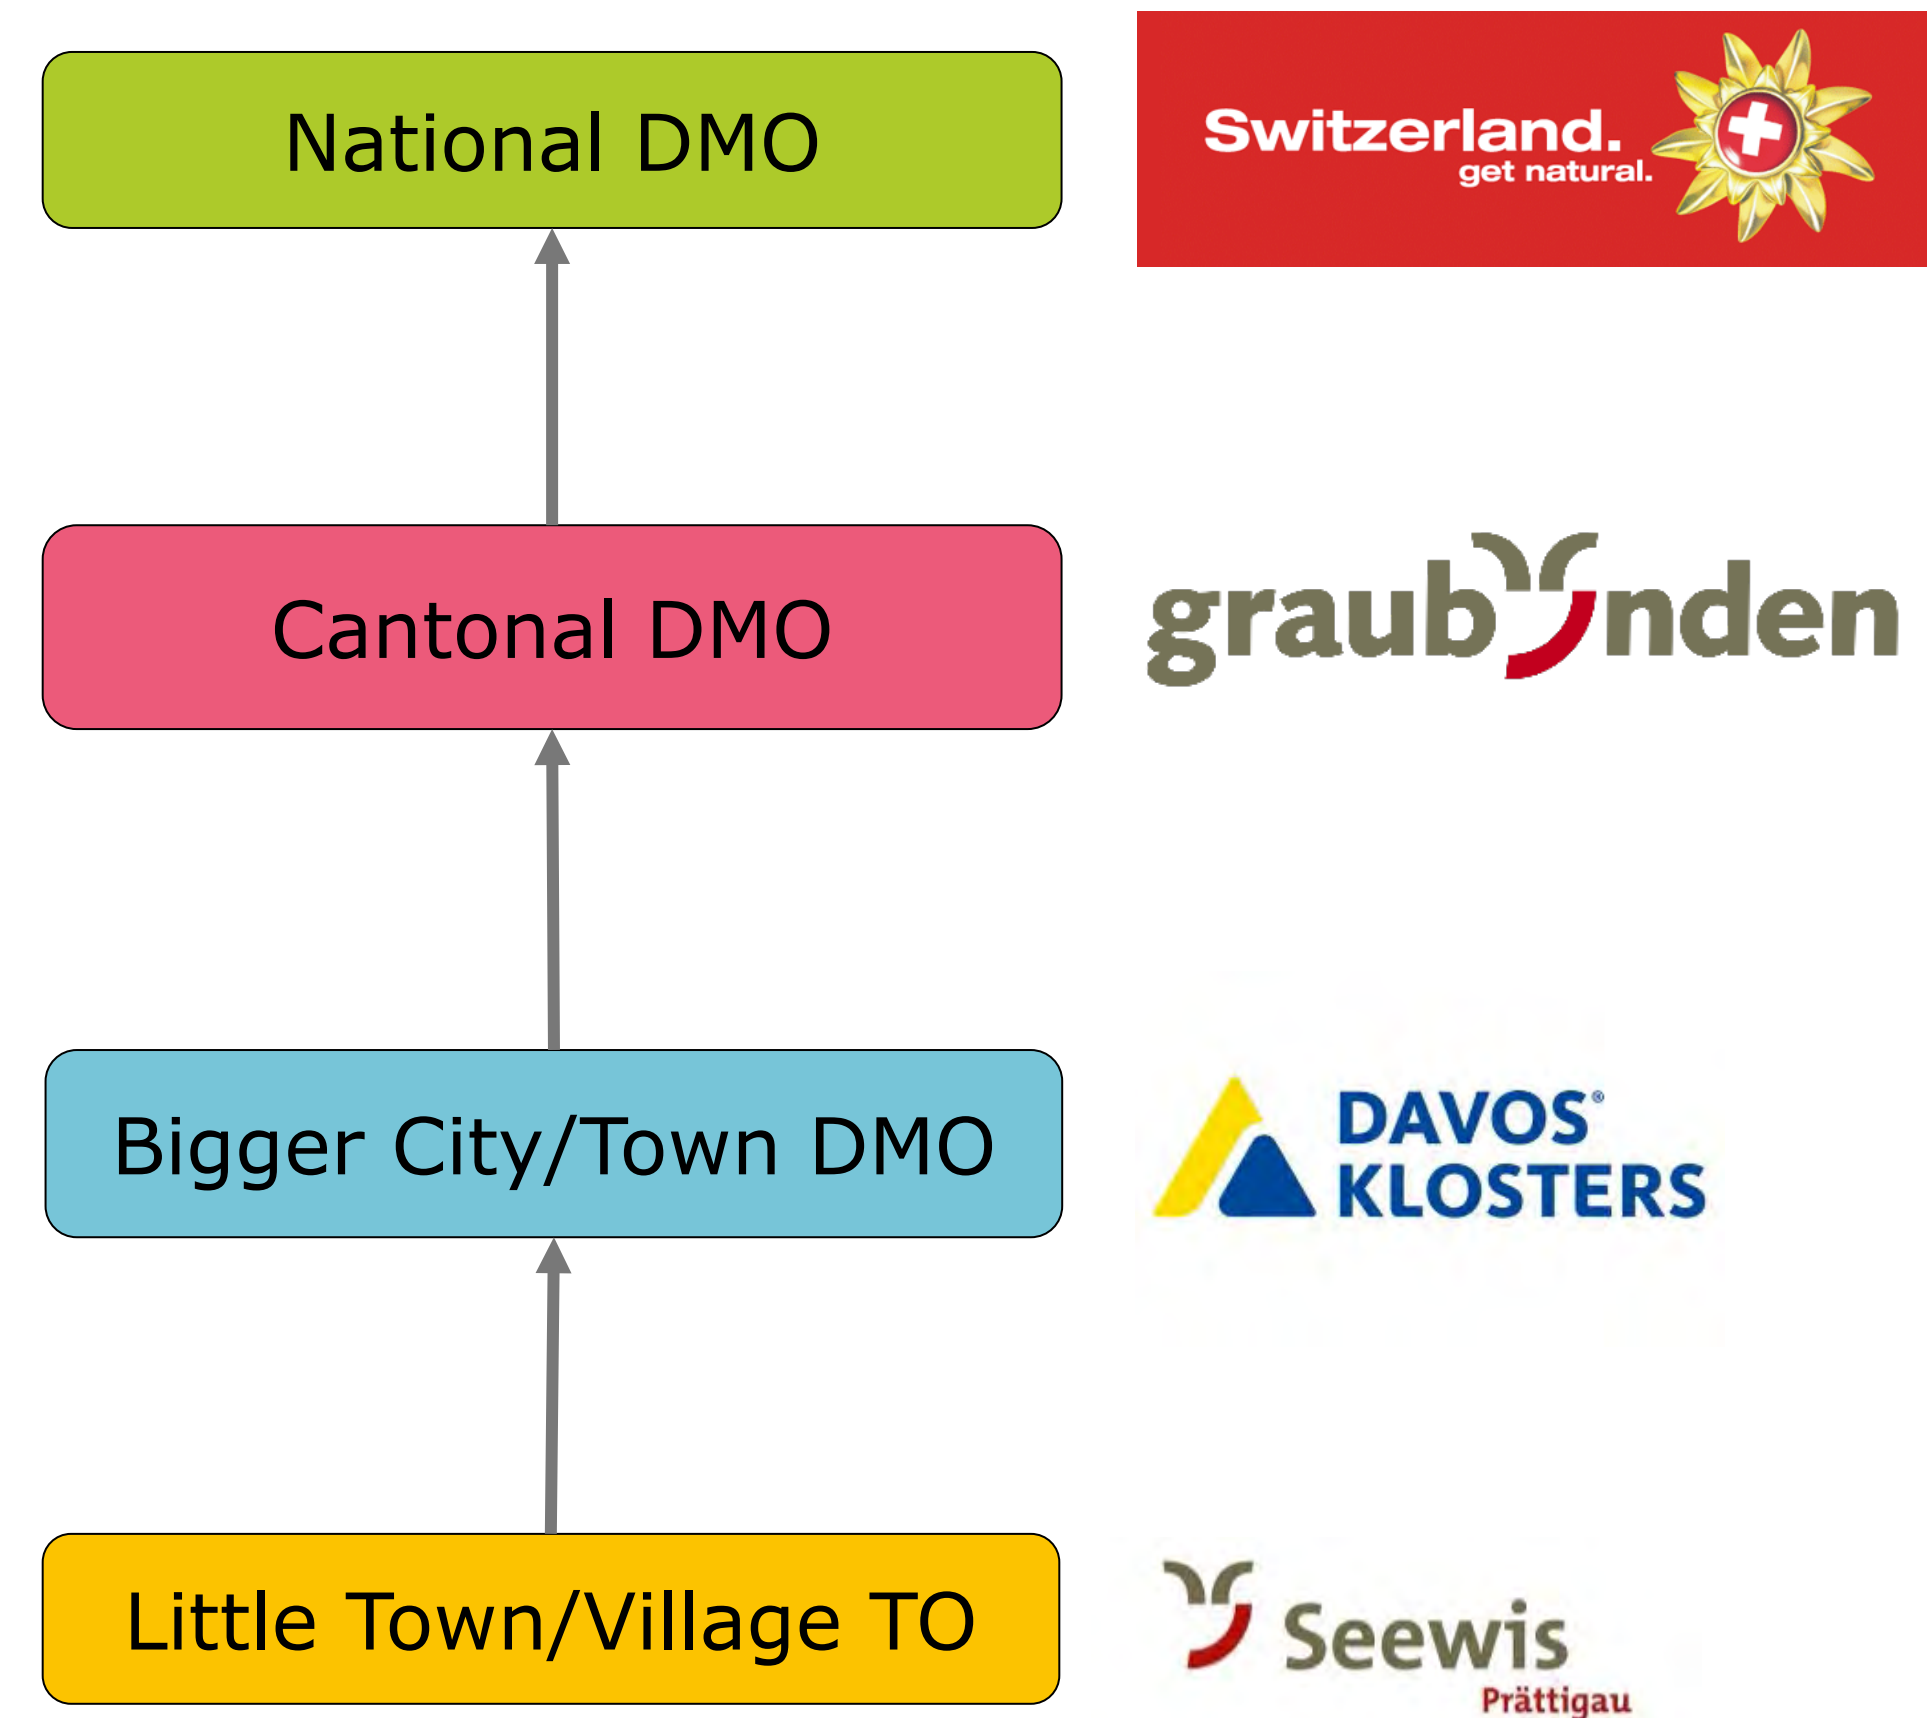 National DMO
Switzerland.
get natural.
Cantonal DMO
graubünden
Bigger City/Town DMO
DAVOS®
KLOSTERS
Little Town/Village TO
Seewis
Prättigau